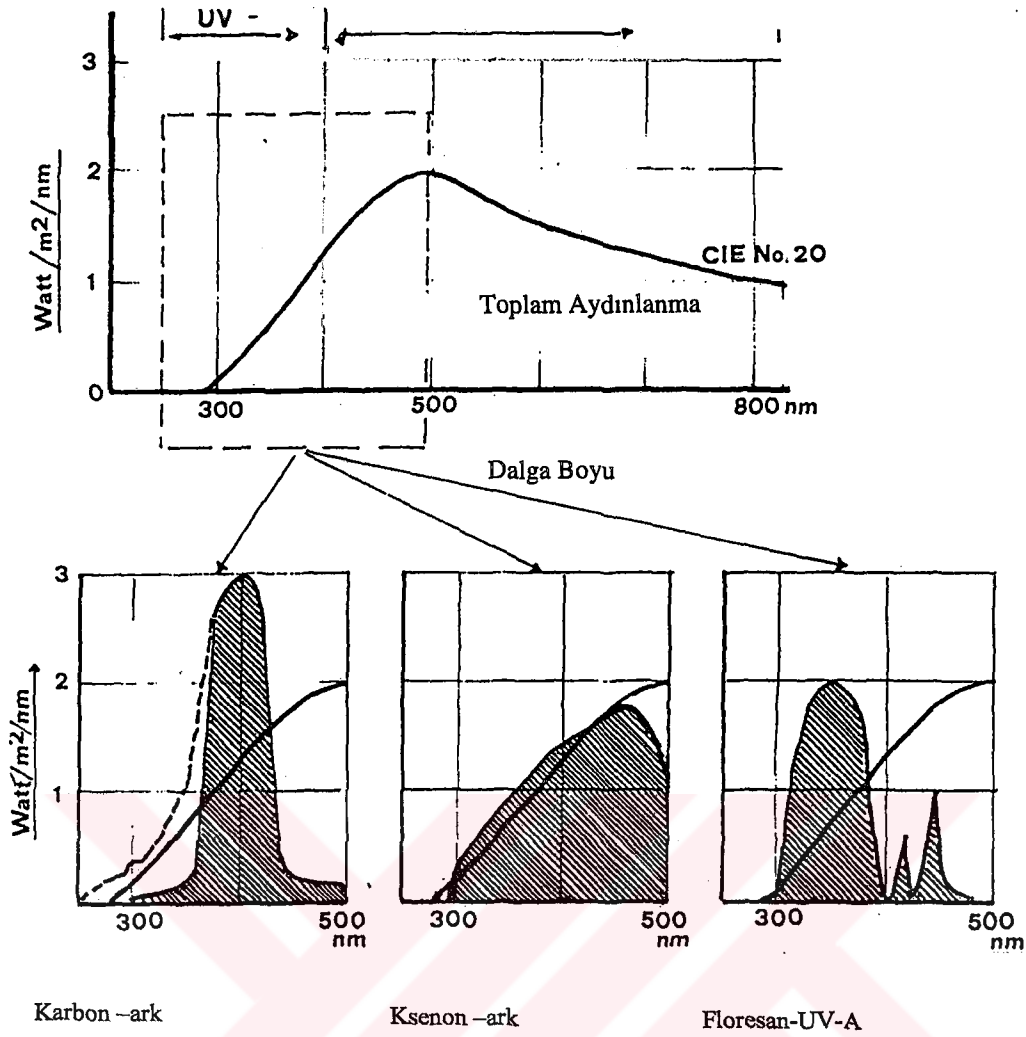 UV -
3
2
1
0
Watt/m2/nm
CIE No. 20
Toplam Aydınlanma
300
500
800 nm
Dalga Boyu
3
2
1
Watt/m2/nm
300
500
nm
300
500
nm
300
500
nm
Karbon –ark
Ksenon –ark
Floresan-UV-A